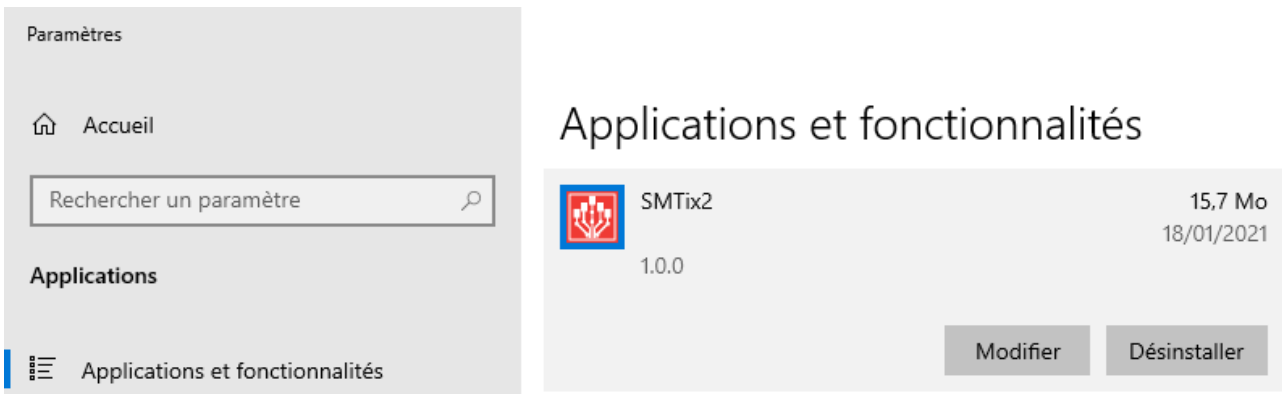 Paramètres
Accueil
Rechercher un paramètre
Applications
Applications et fonctionnalités
Applications et fonctionnalités
SMTix2
15,7 Mo
18/01/2021
1.0.0
Modifier
Désinstaller